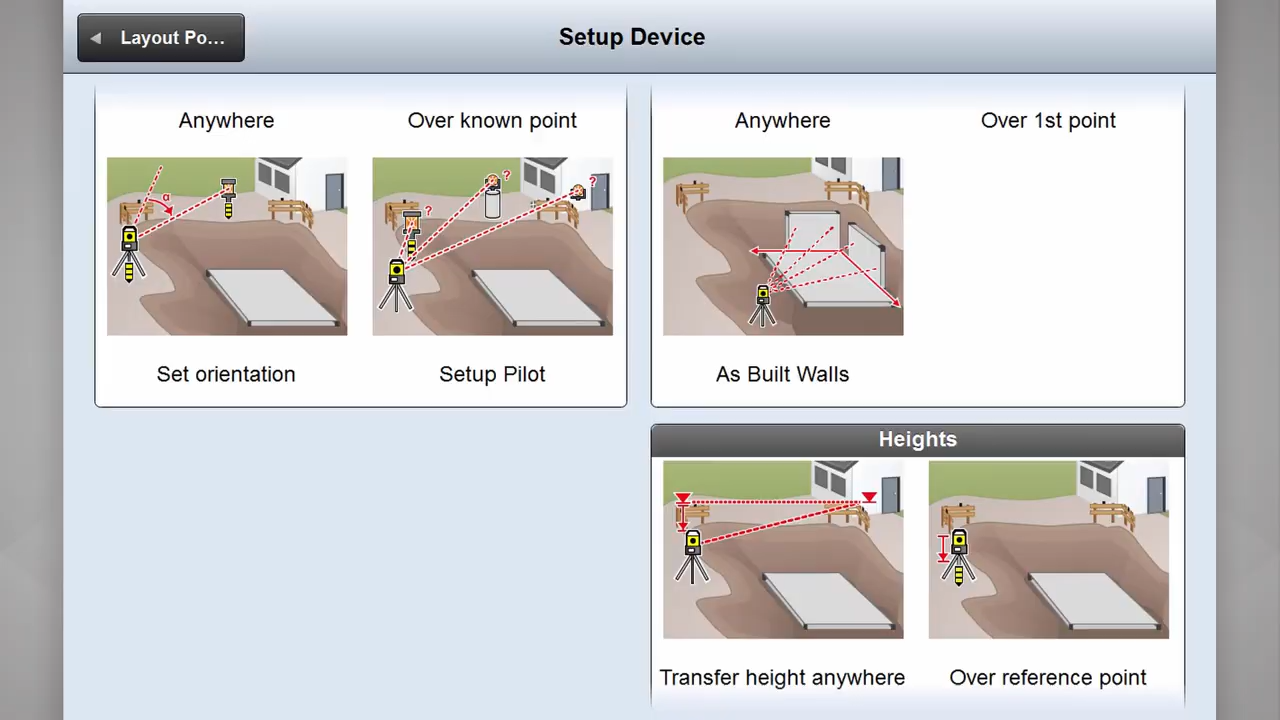 Layout Po...
Setup Device
Anywhere
Over known point
α
?
?
?
Set orientation
Setup Pilot
Anywhere
Over 1st point
As Built Walls
Heights
Transfer height anywhere
Over reference point